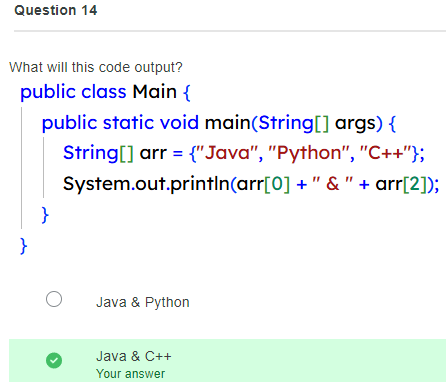 Question 14
What will this code output?
public class Main {
public static void main(String[] args) {
String[] arr = {"Java", "Python", "C++"};
System.out.println(arr[0] + " & " + arr[2]);
}
}
Java & Python
Java & C++
Your answer